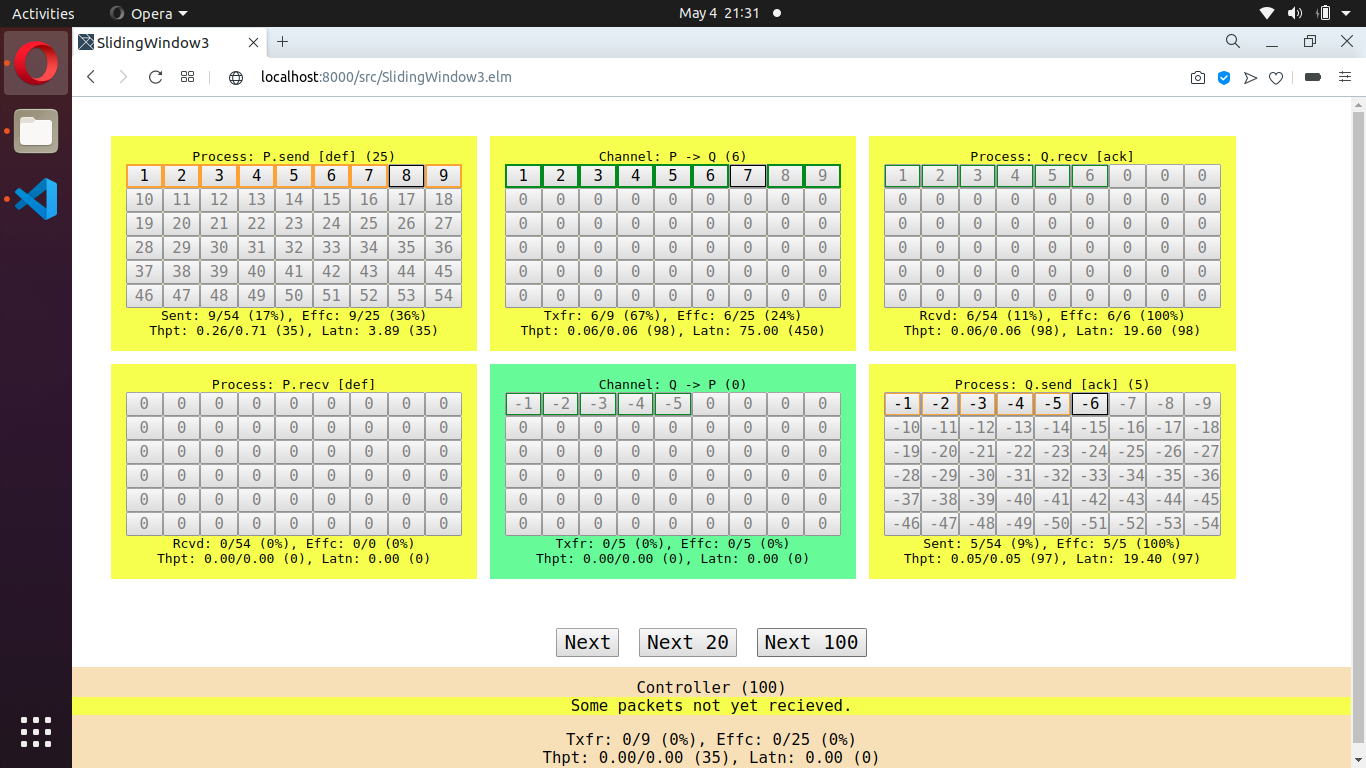 Activities Opera May 4 21:31
SlidingWindow3
localhost:8000/src/SlidingWindow3.elm
Process: P.send [def] (25)
1 2 3 4 5 6 7 8 9
10 11 12 13 14 15 16 17 18
19 20 21 22 23 24 25 26 27
28 29 30 31 32 33 34 35 36
37 38 39 40 41 42 43 44 45
46 47 48 49 50 51 52 53 54
Sent: 9/54 (17%), Effc: 9/25 (36%)
Thpt: 0.26/0.71 (35), Latn: 3.89 (35)
Channel: P -> Q (6)
1 2 3 4 5 6 7 8 9
0 0 0 0 0 0 0 0 0
0 0 0 0 0 0 0 0 0
0 0 0 0 0 0 0 0 0
0 0 0 0 0 0 0 0 0
0 0 0 0 0 0 0 0 0
Txfr: 6/9 (67%), Effc: 6/25 (24%)
Thpt: 0.06/0.06 (98), Latn: 75.00 (450)
Process: Q.recv [ack]
1 2 3 4 5 6 0 0 0
0 0 0 0 0 0 0 0 0
0 0 0 0 0 0 0 0 0
0 0 0 0 0 0 0 0 0
0 0 0 0 0 0 0 0 0
0 0 0 0 0 0 0 0 0
Rcvd: 6/54 (11%), Effc: 6/6 (100%)
Thpt: 0.06/0.06 (98), Latn: 19.60 (98)
Process: P.recv [def]
0 0 0 0 0 0 0 0 0
0 0 0 0 0 0 0 0 0
0 0 0 0 0 0 0 0 0
0 0 0 0 0 0 0 0 0
0 0 0 0 0 0 0 0 0
0 0 0 0 0 0 0 0 0
Rcvd: 0/54 (0%), Effc: 0/0 (0%)
Thpt: 0.00/0.00 (0), Latn: 0.00 (0)
Channel: Q -> P (0)
-1 -2 -3 -4 -5 0 0 0 0
0 0 0 0 0 0 0 0 0
0 0 0 0 0 0 0 0 0
0 0 0 0 0 0 0 0 0
0 0 0 0 0 0 0 0 0
0 0 0 0 0 0 0 0 0
Txfr: 0/5 (0%), Effc: 0/5 (0%)
Thpt: 0.00/0.00 (0), Latn: 0.00 (0)
Process: Q.send [ack] (5)
-1 -2 -3 -4 -5 -6 -7 -8 -9
-10 -11 -12 -13 -14 -15 -16 -17 -18
-19 -20 -21 -22 -23 -24 -25 -26 -27
-28 -29 -30 -31 -32 -33 -34 -35 -36
-37 -38 -39 -40 -41 -42 -43 -44 -45
-46 -47 -48 -49 -50 -51 -52 -53 -54
Sent: 5/54 (9%), Effc: 5/5 (100%)
Thpt: 0.05/0.05 (97), Latn: 19.40 (97)
Next Next 20 Next 100
Controller (100)
Some packets not yet recieved.
Txfr: 0/9 (0%), Effc: 0/25 (0%)
Thpt: 0.00/0.00 (35), Latn: 0.00 (0)